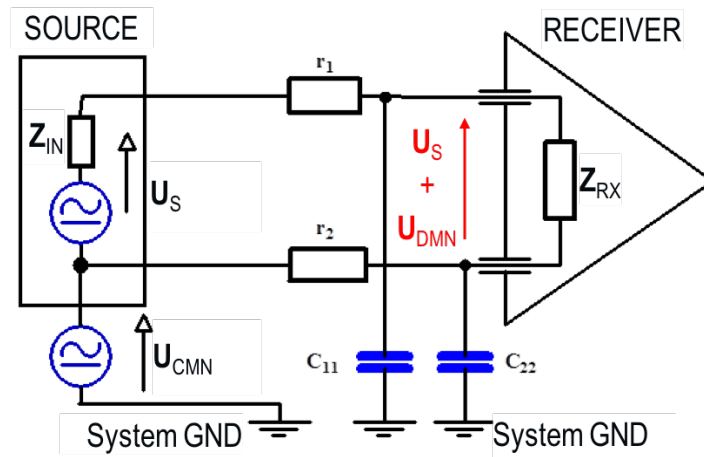 SOURCE
RECEIVER
r1
ZIN
US
US
+
UDMN
ZRX
r2
UCMN
C11
C22
System GND
System GND